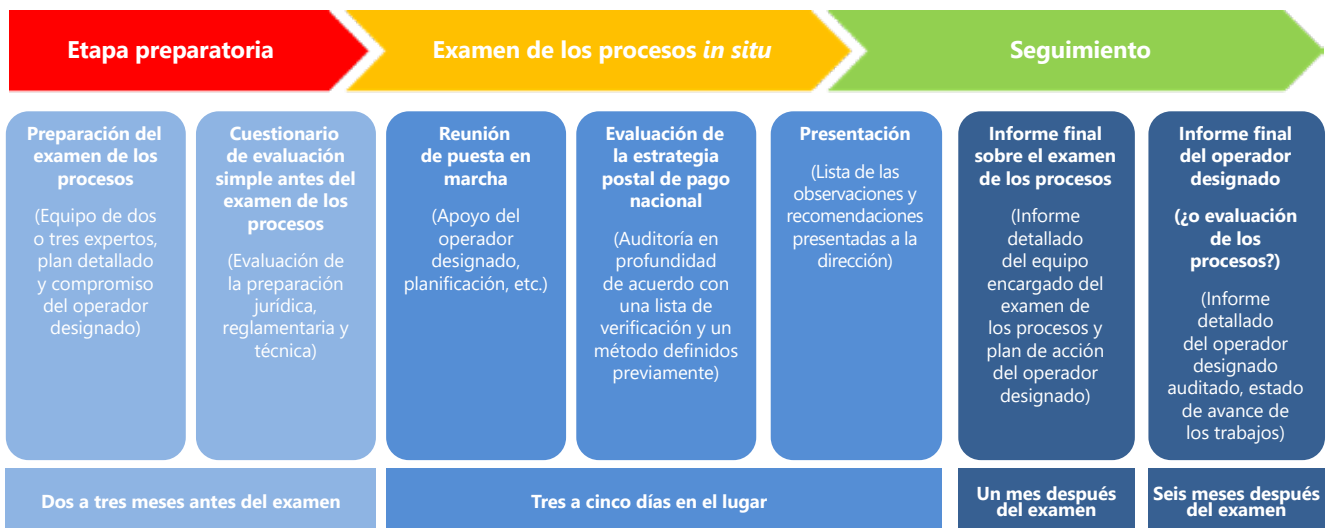 Etapa preparatoria
Examen de los procesos in situ
Seguimiento
Preparación del
examen de los
procesos
(Equipo de dos
o tres expertos,
plan detallado
y compromiso
del operador
designado)
Cuestionario
de evaluación
simple antes del
examen de los
procesos
(Evaluación de
la preparación
jurídica,
reglamentaria y
técnica)
Reunión
de puesta en
marcha
(Apoyo del
operador
designado,
planificación, etc.)
Evaluación de
la estrategia
postal de pago
nacional
(Auditoría en
profundidad
de acuerdo con
una lista de
verificación y un
método definidos
previamente)
Presentación
(Lista de las
observaciones y
recomendaciones
presentadas a la
dirección)
Informe final
sobre el examen
de los procesos
(Informe
detallado
del equipo
encargado del
examen de
los procesos y
plan de acción
del operador
designado)
Informe final
del operador
designado
(¿o evaluación
de los
procesos?)
(Informe
detallado
del operador
designado
auditado, estado
de avance de
los trabajos)
Dos a tres meses antes del examen
Tres a cinco días en el lugar
Un mes después
del examen
Seis meses después
del examen